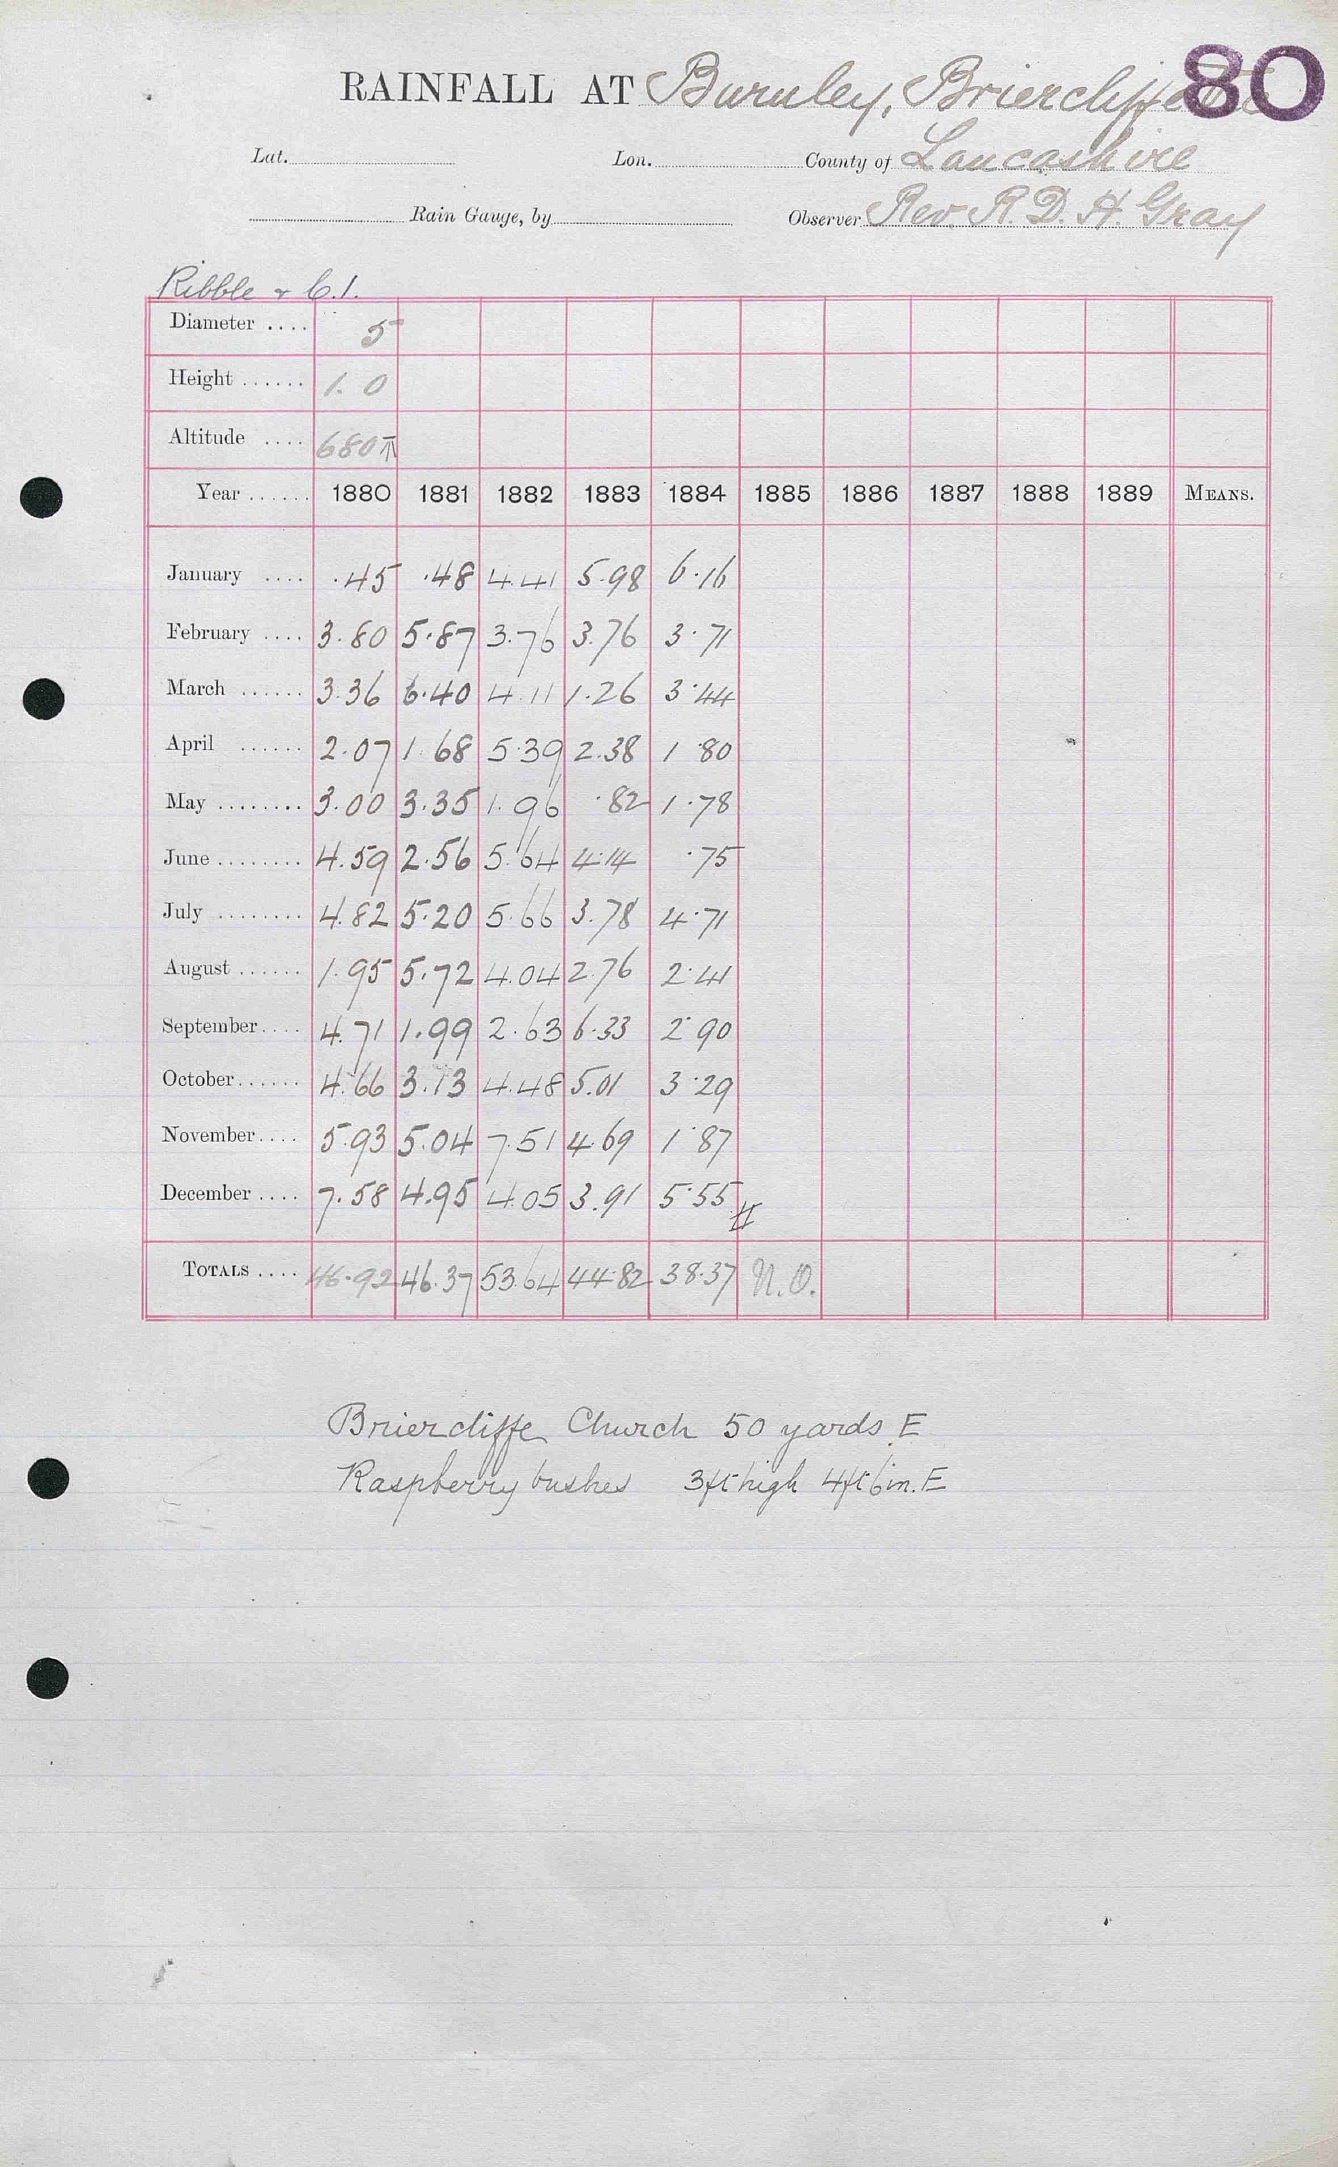 80
RAINFALL AT Burnley, Briercliffe
Lat. Lon. County of Lancashire
Rain Gauge, by Observer Rev. R. D. H. Gray
Ribble & C.1.
Diameter .... 5
Height ...... 1. 0
Altitude .... 680
Year ...... 1880 1881 1882 1883 1884 1885 1886 1887 1888 1889 MEANS.
January .... .45 .48 4.41 5.98 6.16
February .... 3.80 5.87 3.76 3.76 3.71
March ...... 3.36 6.40 4.11 1.26 3.44
April ...... 2.07 1.68 5.39 2.38 1.80
May ........ 3.00 3.35 1.96 .82 1.78
June ........ 4.59 2.56 5.64 4.14 .75
July ........ 4.82 5.20 5.66 3.78 4.71
August ...... 1.95 5.72 4.04 2.76 2.41
September.... 4.71 1.99 2.63 6.33 2.90
October...... 4.66 3.13 4.48 5.01 3.29
November.... 5.93 5.04 7.51 4.69 1.87
December .... 7.58 4.95 4.05 3.91 5.55
TOTALS .... 46.92 46.37 53.64 44.82 38.37 N.O.
Briercliffe Church 50 yards E
Raspberry bushes 3ft high 4ft 6in. E